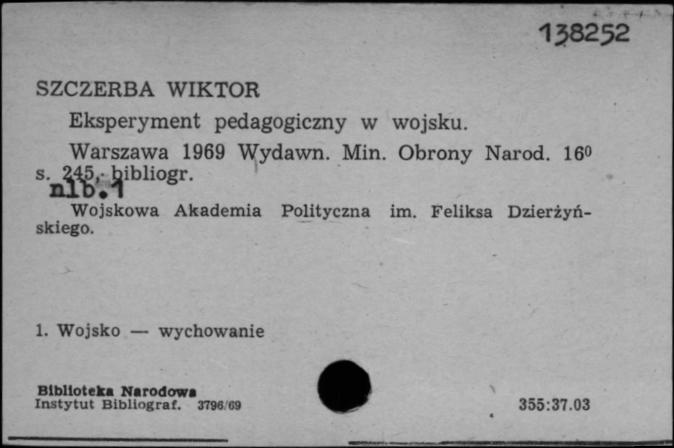 138252
SZCZERBA WIKTOR
Eksperyment pedagogiczny w wojsku.
Warszawa 1969 Wydawn. Min. Obrony Narod. 16⁰
s. 245, bibliogr.
nlb.1
Wojskowa Akademia Polityczna im. Feliksa Dzierżyń-
skiego.
1. Wojsko — wychowanie
Biblioteka Narodowa
Instytut Bibliograf. 3796/69
355:37.03